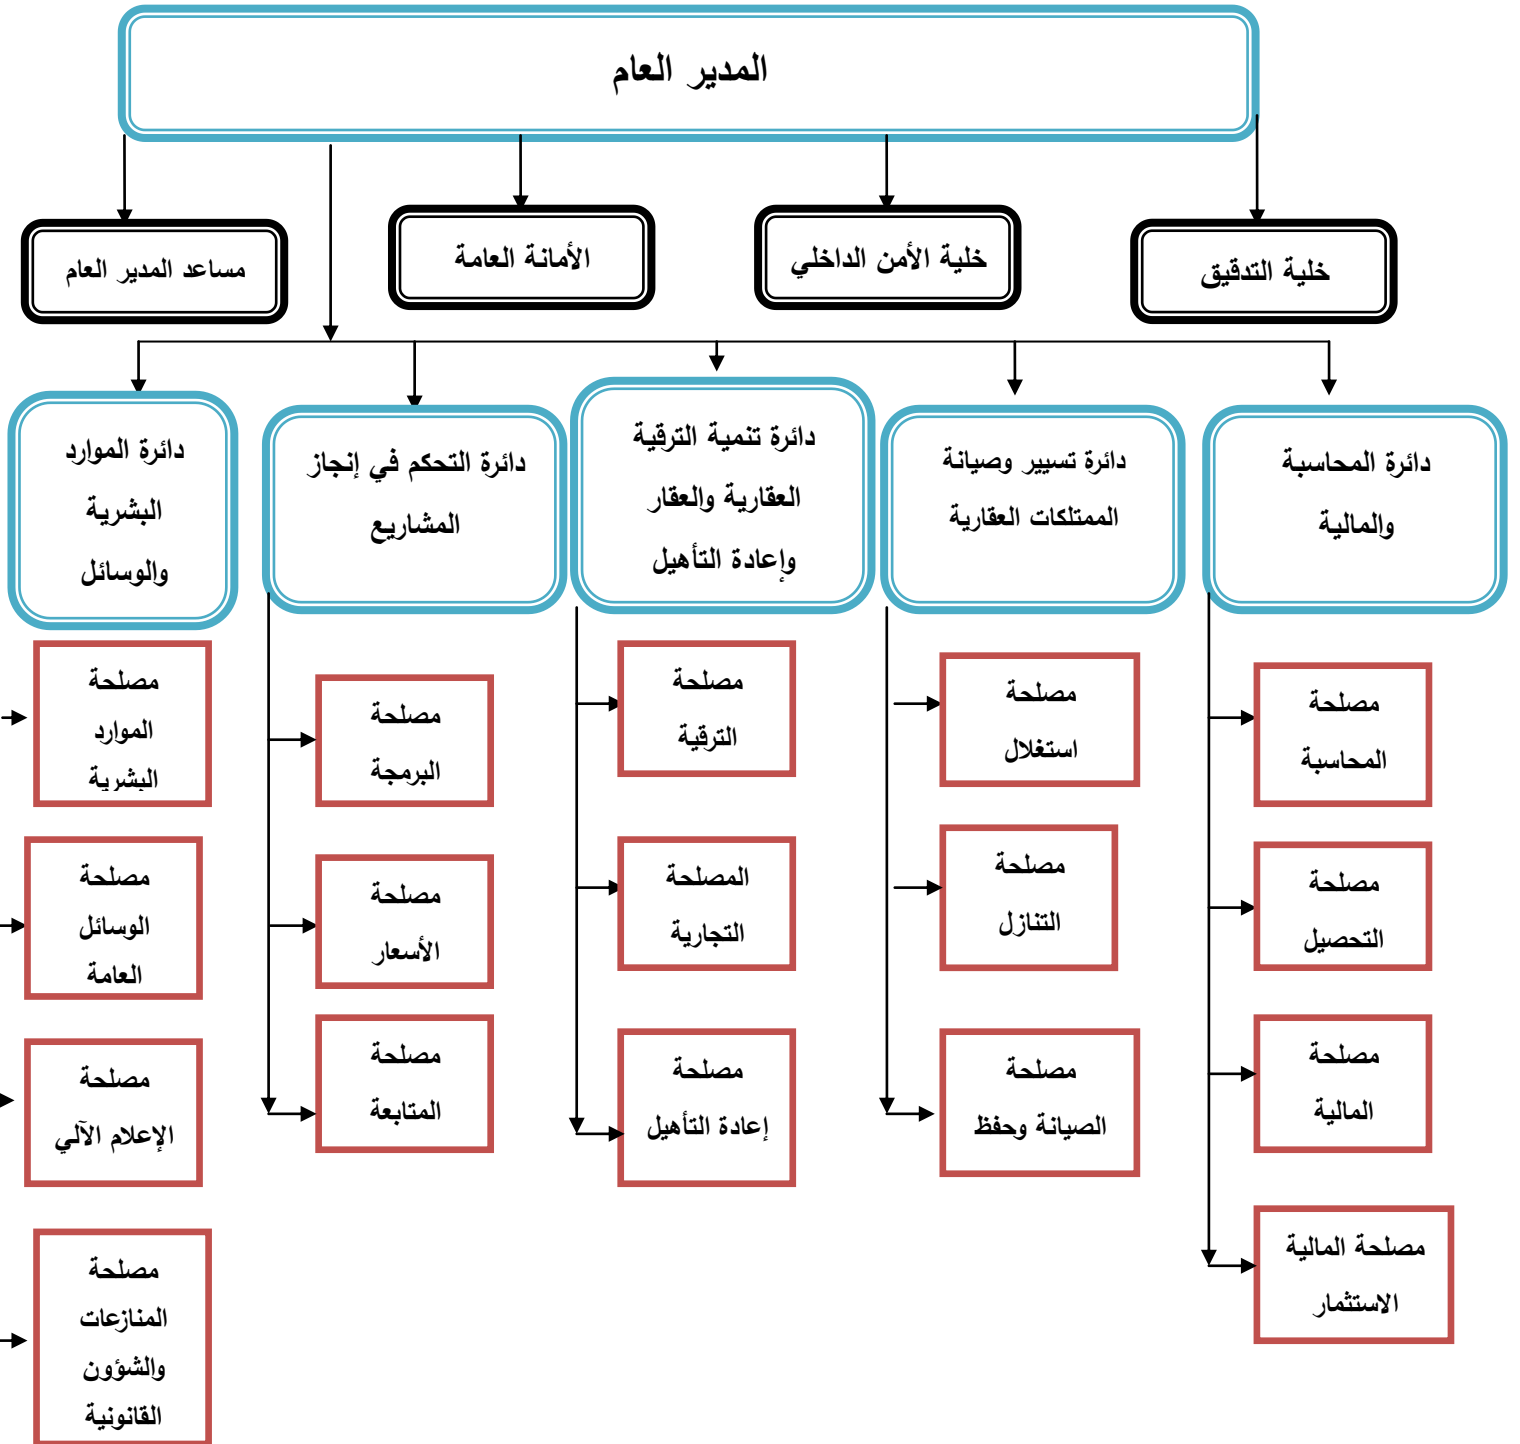 المدير العام
خلية التدقيق
خلية الأمن الداخلي
الأمانة العامة
مساعد المدير العام
دائرة المحاسبة
والمالية
دائرة تسيير وصيانة
الممتلكات العقارية
دائرة تنمية الترقية
العقارية والعقار
وإعادة التأهيل
دائرة التحكم في إنجاز
المشاريع
دائرة الموارد
البشرية
والوسائل
مصلحة
المحاسبة
مصلحة
التحصيل
مصلحة
المالية
مصلحة المالية
الاستثمار
مصلحة
استغلال
مصلحة
التنازل
مصلحة
الصيانة وحفظ
مصلحة
الترقية
المصلحة
التجارية
مصلحة
إعادة التأهيل
مصلحة
البرمجة
مصلحة
الأسعار
مصلحة
المتابعة
مصلحة
الموارد
البشرية
مصلحة
الوسائل
العامة
مصلحة
الإعلام الآلي
مصلحة
المنازعات
والشؤون
القانونية